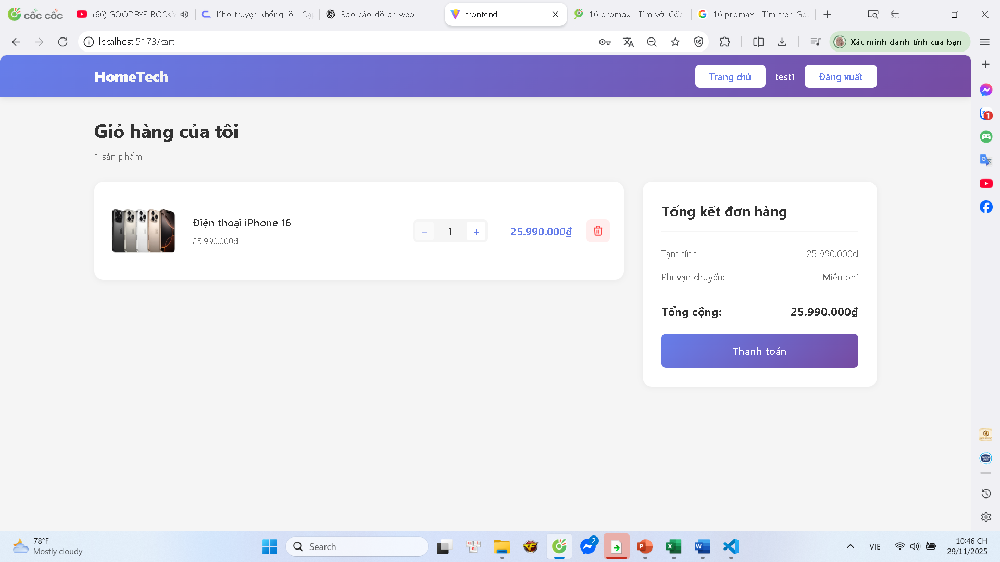 cốc cốc
(66) GOODBYE ROCKY
Kho truyện khổng lồ - Cậ
Báo cáo đồ án web
frontend
16 promax - Tìm với Cốc
16 promax - Tìm trên Goo
localhost:5173/cart
Xác minh danh tính của bạn
HomeTech
Trang chủ
test1
Đăng xuất
Giỏ hàng của tôi
1 sản phẩm
Điện thoại iPhone 16
25.990.000₫
1
25.990.000₫
Tổng kết đơn hàng
Tạm tính:
25.990.000₫
Phí vận chuyển:
Miễn phí
Tổng cộng:
25.990.000₫
Thanh toán
1
78°F
Mostly cloudy
Search
2
VIE
10:46 CH
29/11/2025